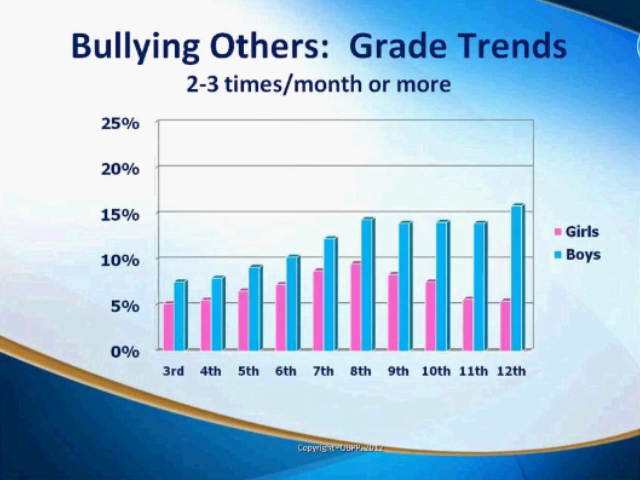 Bullying Others: Grade Trends
2-3 times/month or more
25%
20%
15%
10%
5%
0%
3rd 4th 5th 6th 7th 8th 9th 10th 11th 12th
Girls
Boys
Copyright -OBPP, 2012